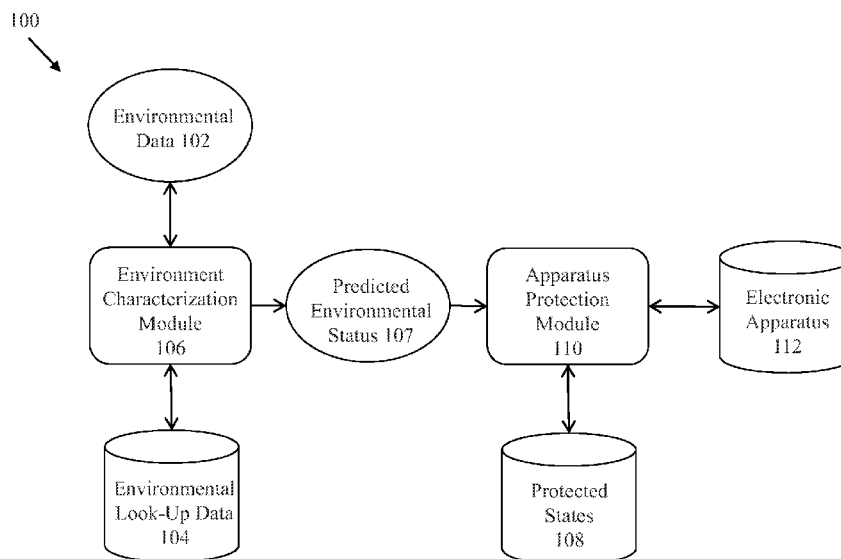 100
Environmental
Data 102
Environment
Characterization
Module
106
Predicted
Environmental
Status 107
Apparatus
Protection
Module
110
Electronic
Apparatus
112
Environmental
Look-Up Data
104
Protected
States
108